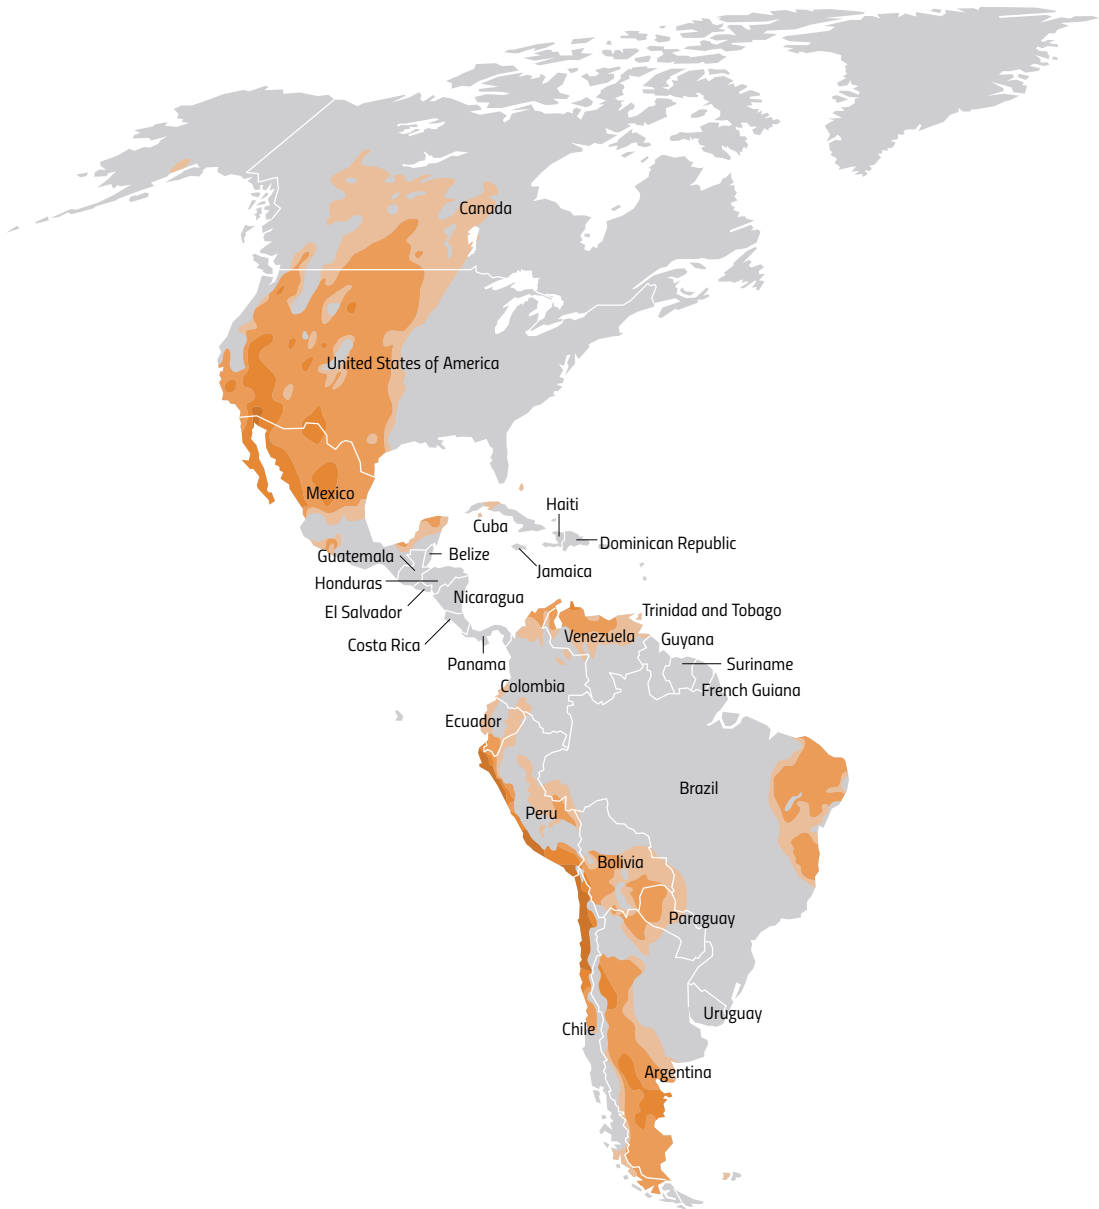 Canada
United States of America
Mexico
Haiti
Cuba
Dominican Republic
Guatemala
Belize
Jamaica
Honduras
Nicaragua
El Salvador
Trinidad and Tobago
Venezuela
Guyana
Costa Rica
Panama
Suriname
Colombia
French Guiana
Ecuador
Brazil
Peru
Bolivia
Paraguay
Uruguay
Chile
Argentina